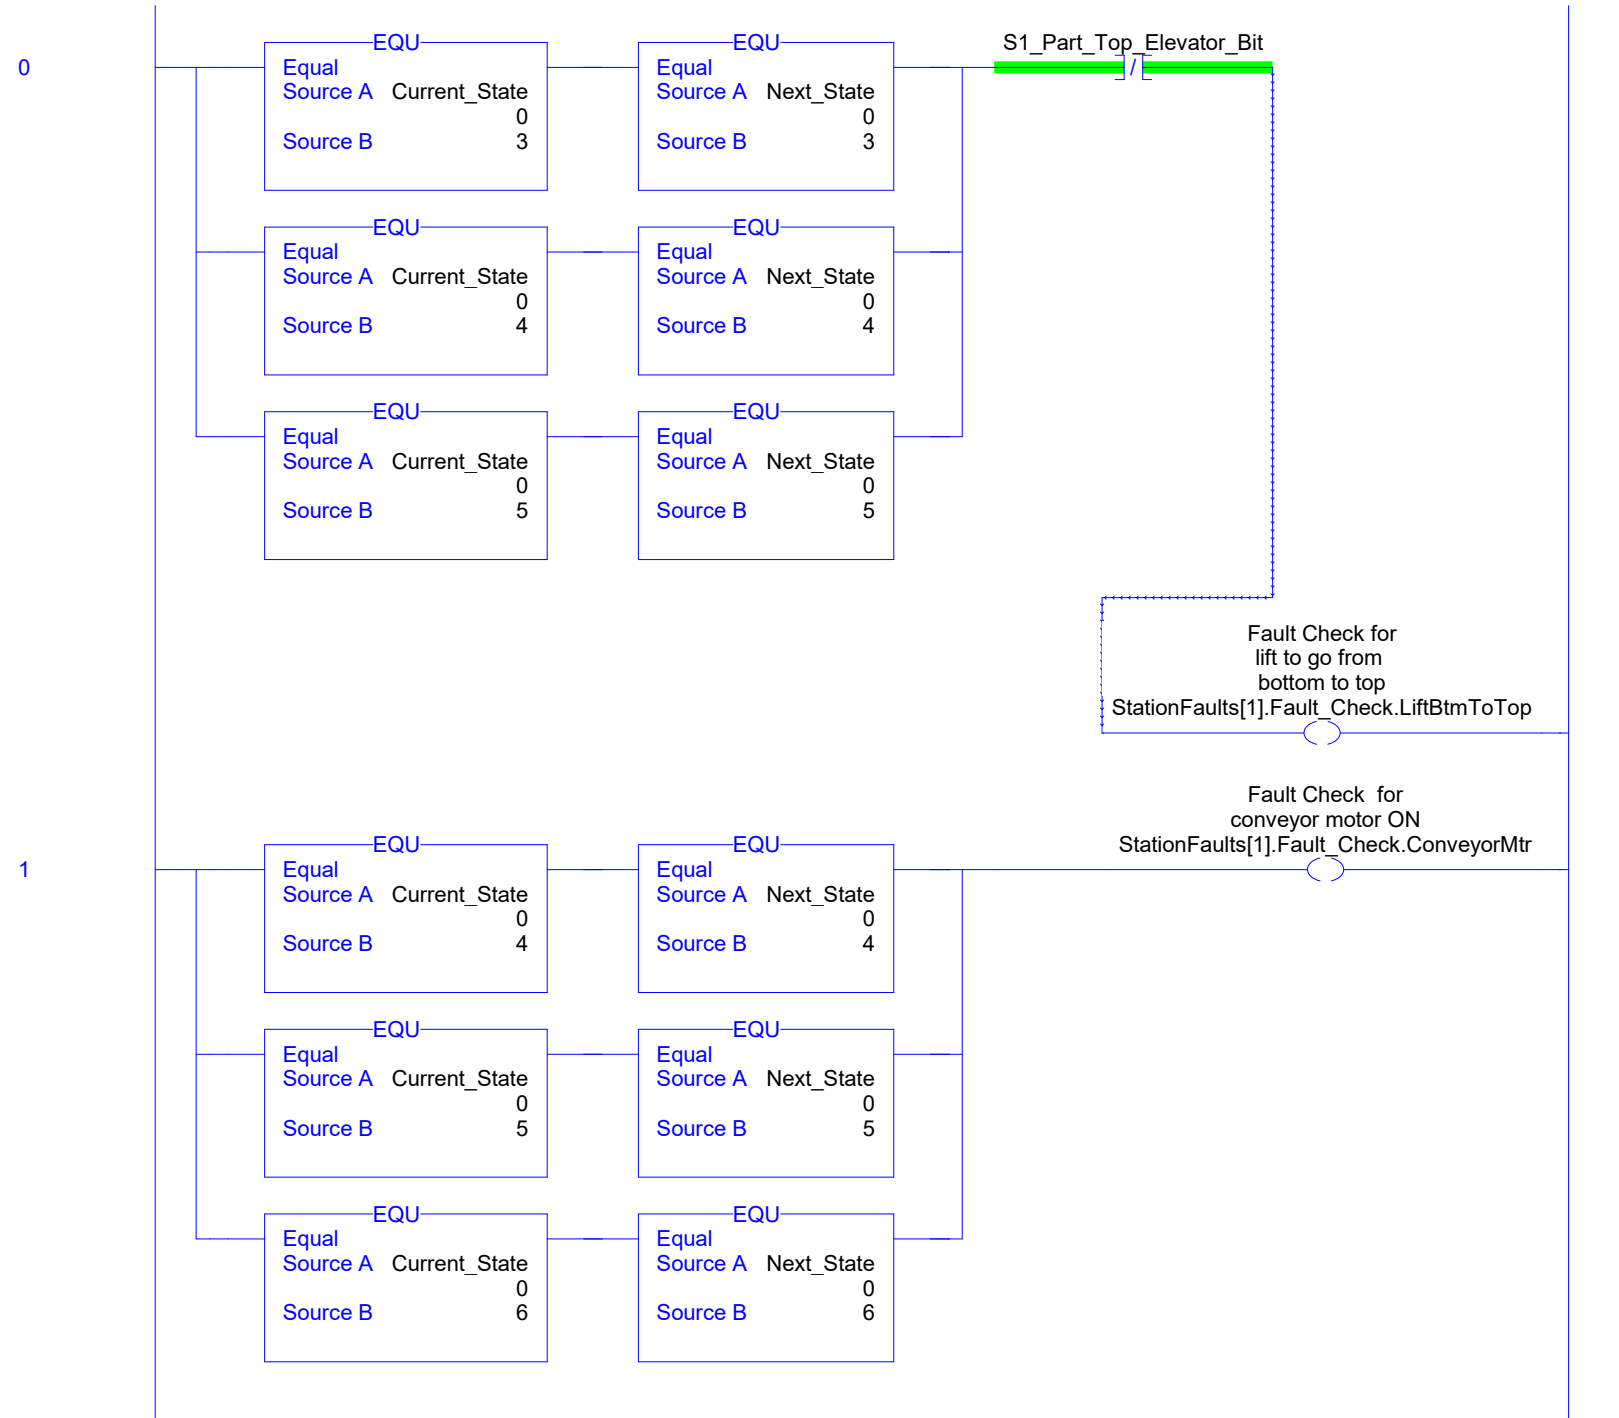 0
EQU
Equal
Source A Current_State
0
Source B 3
EQU
Equal
Source A Next_State
0
Source B 3
S1_Part_Top_Elevator_Bit
/
EQU
Equal
Source A Current_State
0
Source B 4
EQU
Equal
Source A Next_State
0
Source B 4
EQU
Equal
Source A Current_State
0
Source B 5
EQU
Equal
Source A Next_State
0
Source B 5
Fault Check for
lift to go from
bottom to top
StationFaults[1].Fault_Check.LiftBtmToTop
1
EQU
Equal
Source A Current_State
0
Source B 4
EQU
Equal
Source A Next_State
0
Source B 4
Fault Check  for
conveyor motor ON
StationFaults[1].Fault_Check.ConveyorMtr
EQU
Equal
Source A Current_State
0
Source B 5
EQU
Equal
Source A Next_State
0
Source B 5
EQU
Equal
Source A Current_State
0
Source B 6
EQU
Equal
Source A Next_State
0
Source B 6